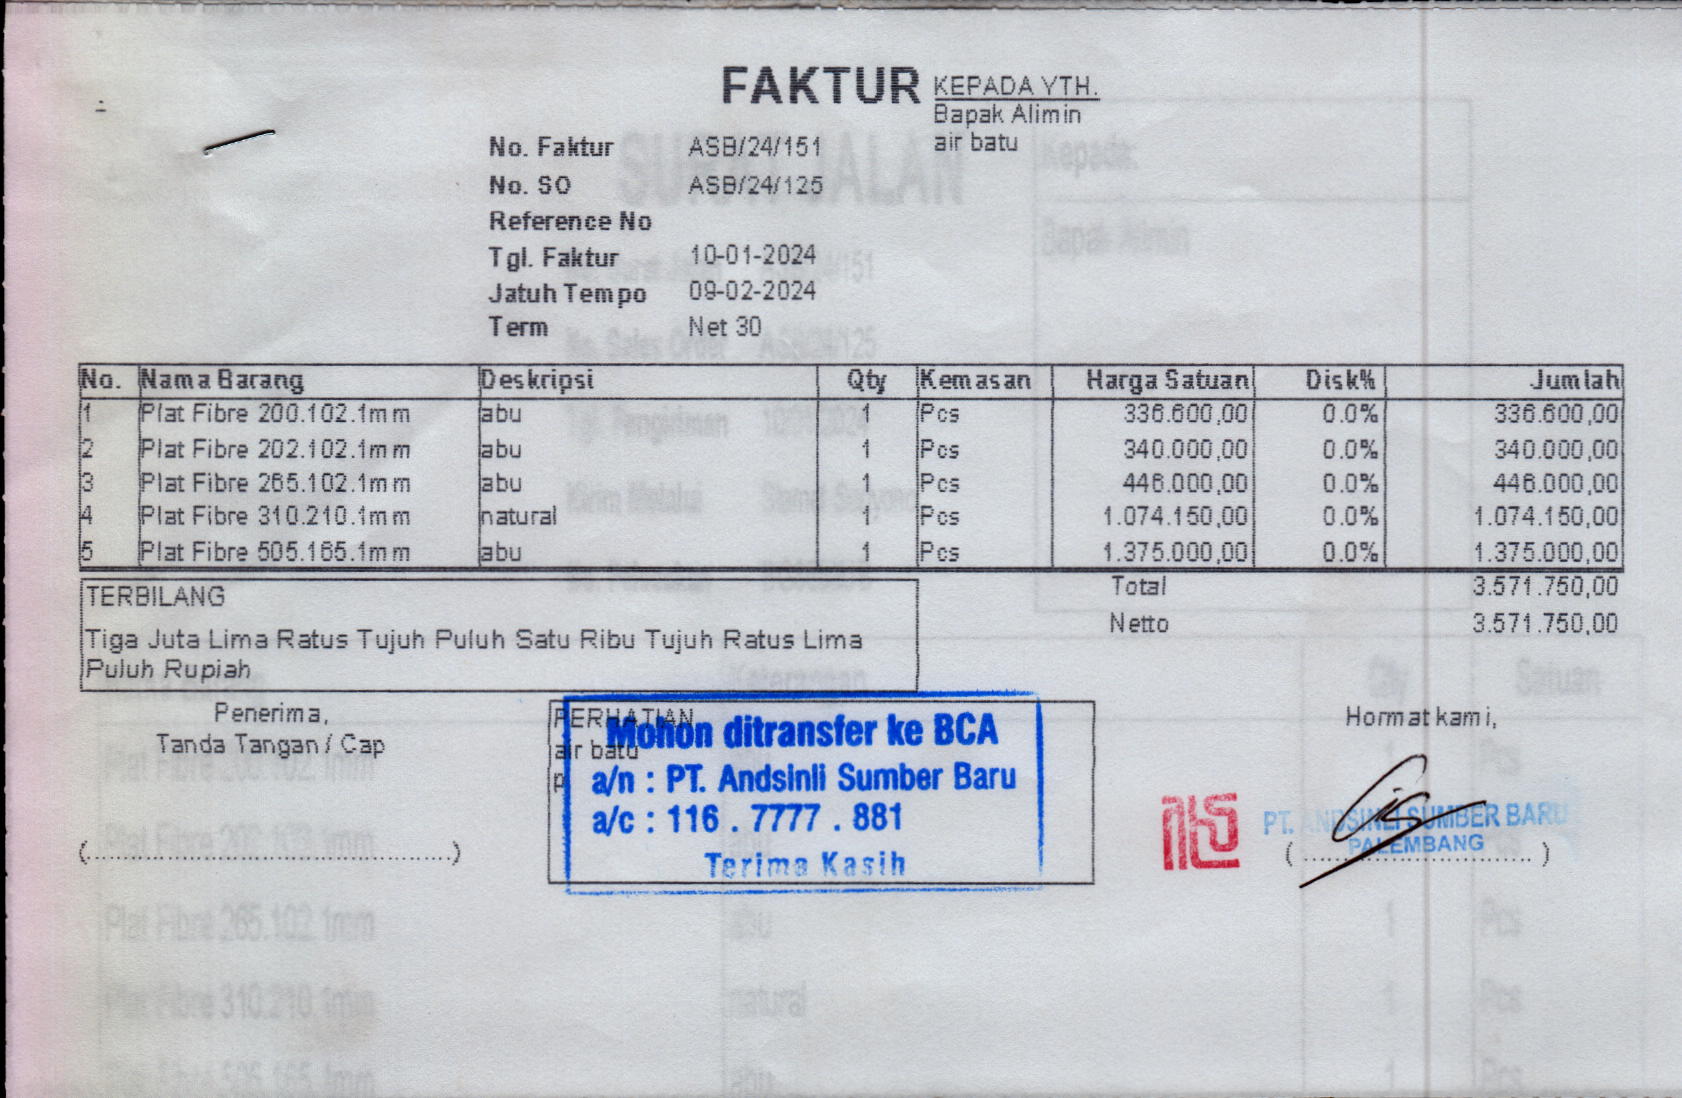 FAKTUR
KEPADA YTH.
Bapak Alimin
air batu
No. Faktur ASB/24/151
No. SO ASB/24/125
Reference No
Tgl. Faktur 10-01-2024
Jatuh Tempo 09-02-2024
Term Net 30
No. Nama Barang Deskripsi Qty Kemasan Harga Satuan Disk% Jumlah
1 Plat Fibre 200.102.1mm abu 1 Pcs 336.600,00 0.0% 336.600,00
2 Plat Fibre 202.102.1mm abu 1 Pcs 340.000,00 0.0% 340.000,00
3 Plat Fibre 265.102.1mm abu 1 Pcs 446.000,00 0.0% 446.000,00
4 Plat Fibre 310.210.1mm natural 1 Pcs 1.074.150,00 0.0% 1.074.150,00
5 Plat Fibre 505.165.1mm abu 1 Pcs 1.375.000,00 0.0% 1.375.000,00
Total 3.571.750,00
Netto 3.571.750,00
TERBILANG
Tiga Juta Lima Ratus Tujuh Puluh Satu Ribu Tujuh Ratus Lima
Puluh Rupiah
Penerima,
Tanda Tangan / Cap
(.....................................................)
PERHATIAN
air batu
p
Mohon ditransfer ke BCA
a/n : PT. Andsinli Sumber Baru
a/c : 116 . 7777 . 881
Terima Kasih
Hormat kami,
PT. ANDSINLI SUMBER BARU
PALEMBANG
( ................................. )